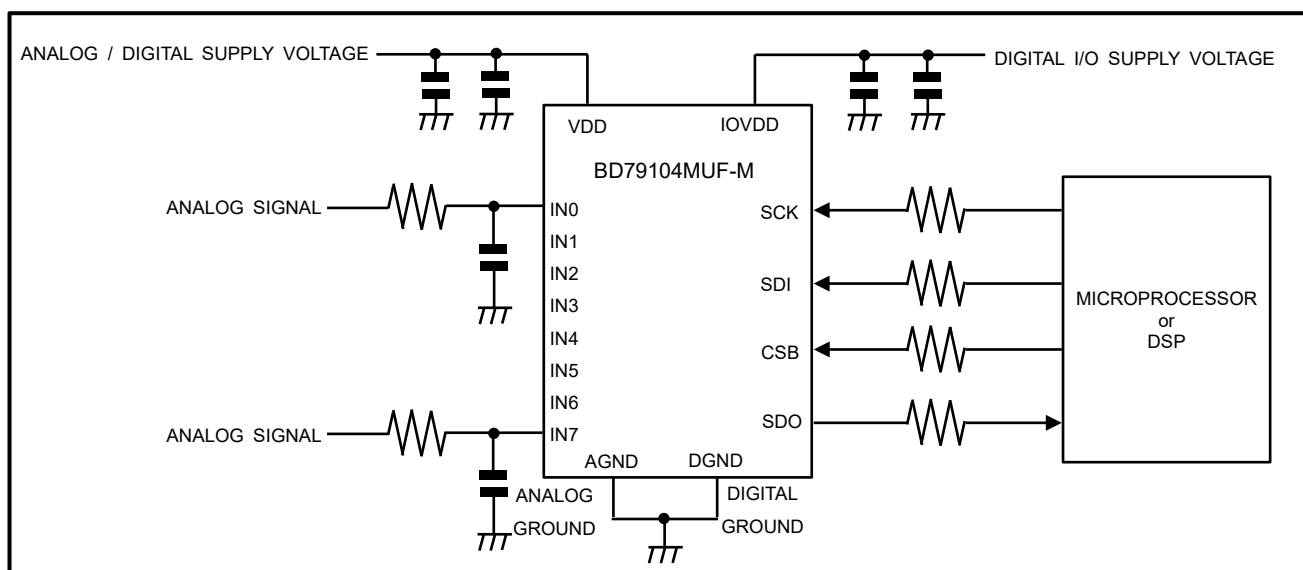 ANALOG / DIGITAL SUPPLY VOLTAGE
DIGITAL I/O SUPPLY VOLTAGE
VDD
IOVDD
BD79104MUF-M
ANALOG SIGNAL
IN0
IN1
IN2
IN3
IN4
IN5
IN6
ANALOG SIGNAL
IN7
SCK
SDI
CSB
SDO
MICROPROCESSOR
or
DSP
AGND
DGND
ANALOG
GROUND
DIGITAL
GROUND